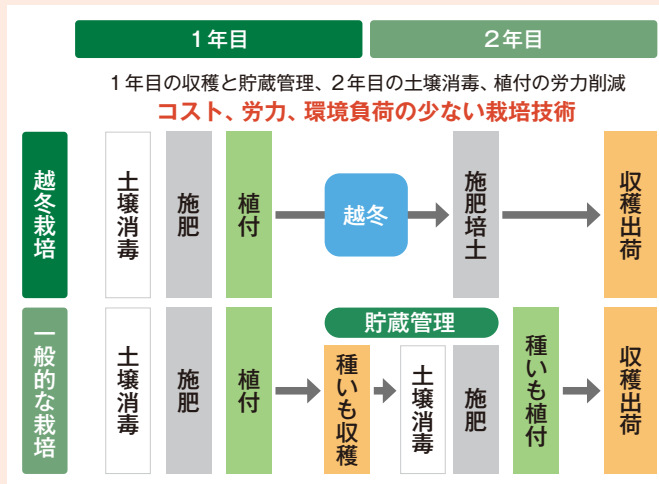 1年目
2年目
1年目の収穫と貯蔵管理、2年目の土壌消毒、植付の労力削減
コスト、労力、環境負荷の少ない栽培技術
越冬栽培
土壌消毒
施肥
植付
越冬
施肥培土
収穫出荷
一般的な栽培
土壌消毒
施肥
植付
貯蔵管理
種いも収穫
土壌消毒
施肥
種いも植付
収穫出荷